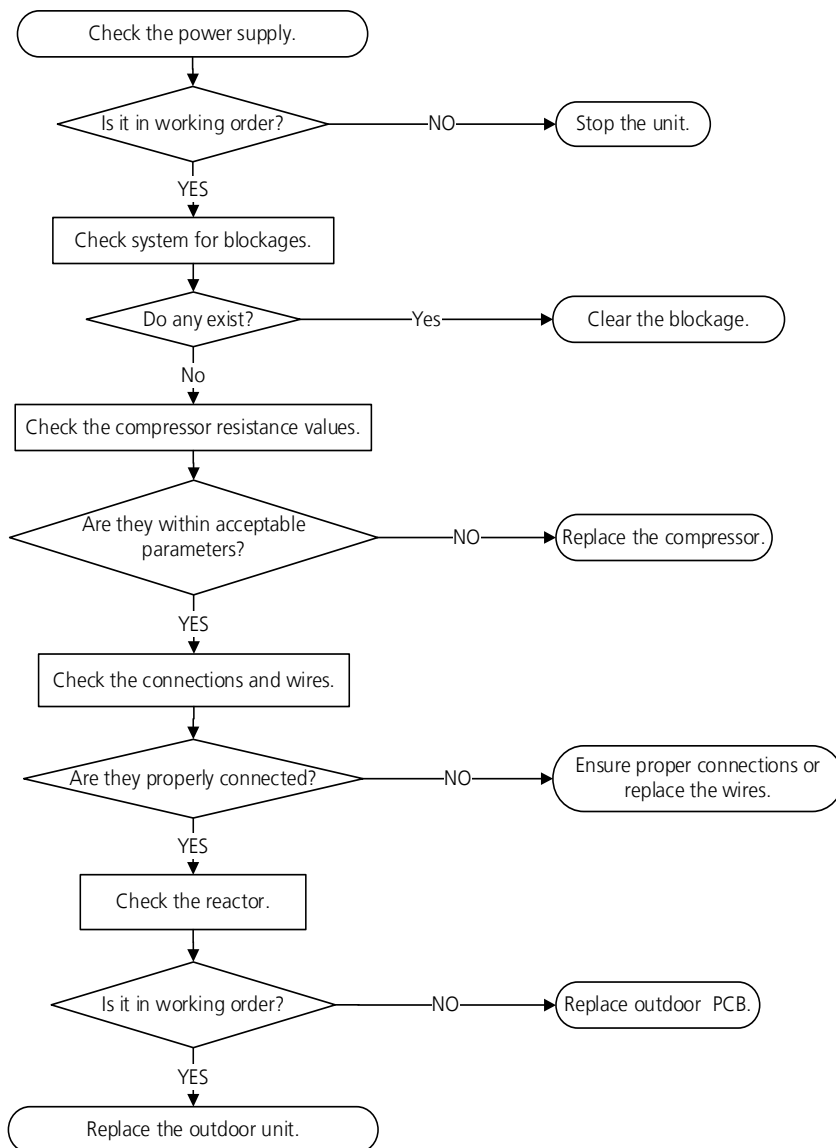 Check the power supply.
Is it in working order?
NO
Stop the unit.
YES
Check system for blockages.
Do any exist?
Yes
Clear the blockage.
No
Check the compressor resistance values.
Are they within acceptable
parameters?
NO
Replace the compressor.
YES
Check the connections and wires.
Are they properly connected?
NO
Ensure proper connections or
replace the wires.
YES
Check the reactor.
Is it in working order?
NO
Replace outdoor PCB.
YES
Replace the outdoor unit.